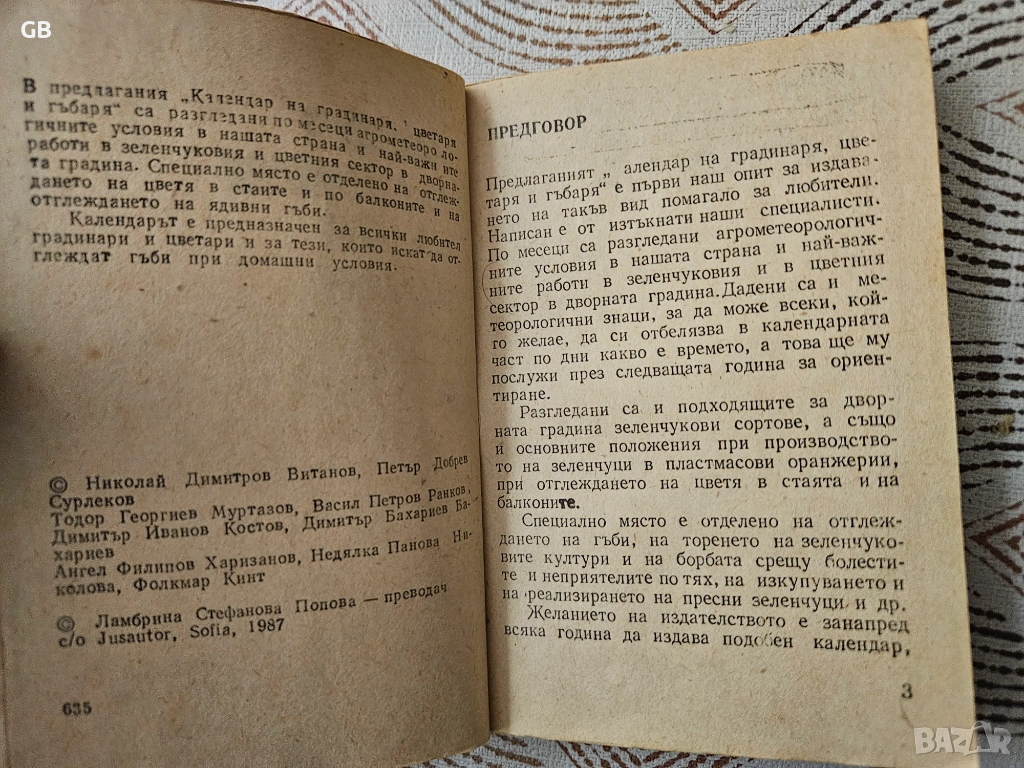 GB
В предлагания „Календар на градинаря, цветаря
и гъбаря“ са разгледани по месеци агрометеороло-
гичните условия в нашата страна и най-важните
работи в зеленчуковия и цветния сектор в дворна-
та градина. Специално място е отделено на отглеж-
дането на цветя в стаите и по балконите и на
отглеждането на ядивни гъби.
Календарът е предназначен за всички любител
градинари и цветари и за тези, които искат да от-
глеждат гъби при домашни условия.
© Николай Димитров Витанов, Петър Добрев
Сурлеков
Тодор Георгиев Муртазов, Васил Петров Ранков,
Димитър Иванов Костов, Димитър Бахариев Ба-
хариев
Ангел Филипов Харизанов, Недялка Панова Ни-
колова, Фолкмар Кинт
© Ламбрина Стефанова Попова — преводач
c/o Jusautor, Sofia, 1987
635
ПРЕДГОВОР
Предлаганият „ алендар на градинаря, цве-
таря и гъбаря“ е първи наш опит за издава-
нето на такъв вид помагало за любители.
Написан е от изтъкнати наши специалисти.
По месеци са разгледани агрометеорологич-
ните условия в нашата страна и най-важ-
ните работи в зеленчуковия и в цветния
сектор в дворната градина. Дадени са и ме-
теорологични знаци, за да може всеки, кой-
го желае, да си отбелязва в календарната
част по дни какво е времето, а това ще му
послужи през следващата година за ориен-
тиране.
Разгледани са и подходящите за двор-
ната градина зеленчукови сортове, а също
и основните положения при производство-
то на зеленчуци в пластмасови оранжерии,
при отглеждането на цветя в стаята и на
балконите.
Специално място е отделено на отглеж-
дането на гъби, на торенето на зеленчуко-
вите култури и на борбата срещу болести-
те и неприятелите по тях, на изкупуването и
на реализирането на пресни зеленчуци и др.
Желанието на издателството е занапред
всяка година да издава подобен календар,
3
BAZAR